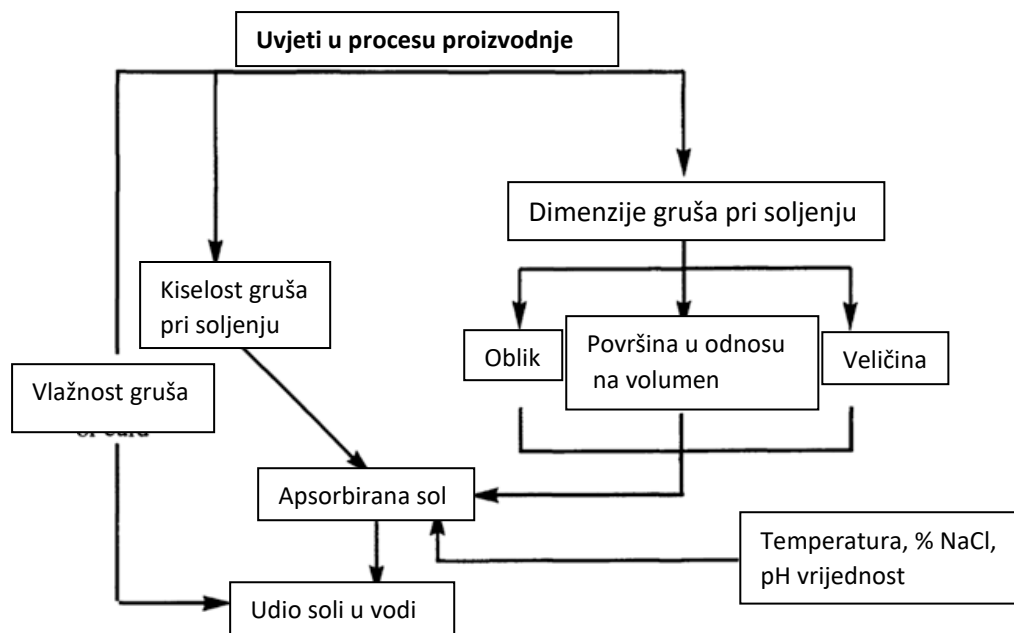 Uvjeti u procesu proizvodnje
Dimenzije gruša pri soljenju
Kiselost gruša
pri soljenju
Oblik
Površina u odnosu
na volumen
Veličina
Vlažnost gruša
Apsorbirana sol
Temperatura, % NaCl,
pH vrijednost
Udio soli u vodi